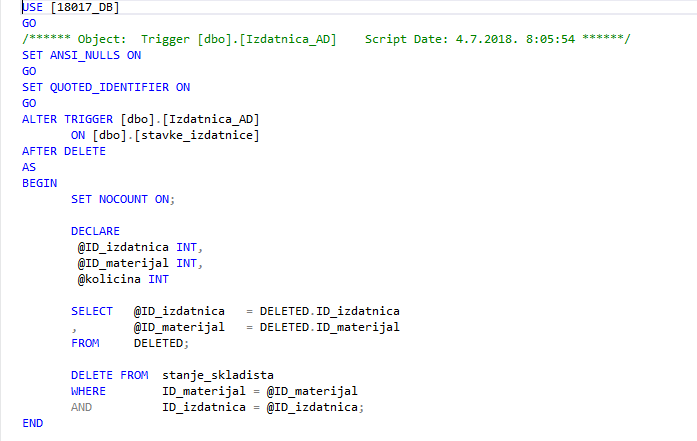 USE [18017_DB]
GO
/****** Object:  Trigger [dbo].[Izdatnica_AD]    Script Date: 4.7.2018. 8:05:54 ******/
SET ANSI_NULLS ON
GO
SET QUOTED_IDENTIFIER ON
GO
ALTER TRIGGER [dbo].[Izdatnica_AD]
       ON [dbo].[stavke_izdatnice]
AFTER DELETE
AS
BEGIN
       SET NOCOUNT ON;

       DECLARE
        @ID_izdatnica INT,
        @ID_materijal INT,
        @kolicina INT

       SELECT   @ID_izdatnica   = DELETED.ID_izdatnica
       ,        @ID_materijal   = DELETED.ID_materijal
       FROM     DELETED;

       DELETE FROM  stanje_skladista
       WHERE        ID_materijal = @ID_materijal
       AND          ID_izdatnica = @ID_izdatnica;
END